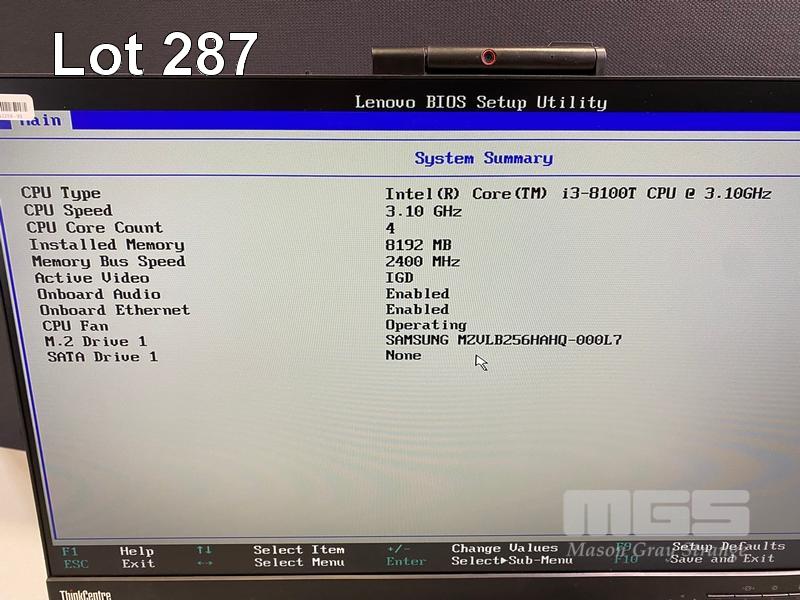 Lot 287
Lenovo BIOS Setup Utility
Main
System Summary
CPU Type Intel(R) Core(TM) i3-8100T CPU @ 3.10GHz
CPU Speed 3.10 GHz
CPU Core Count 4
Installed Memory 8192 MB
Memory Bus Speed 2400 MHz
Active Video IGD
Onboard Audio Enabled
Onboard Ethernet Enabled
CPU Fan Operating
M.2 Drive 1 SAMSUNG MZVLB256HAHQ-000L7
SATA Drive 1 None
MGS
Mason Gray Strange
F1 Help ↑↓ Select Item +/- Change Values F9 Setup Defaults
ESC Exit ←→ Select Menu Enter Select▶Sub-Menu F10 Save and Exit
ThinkCentre